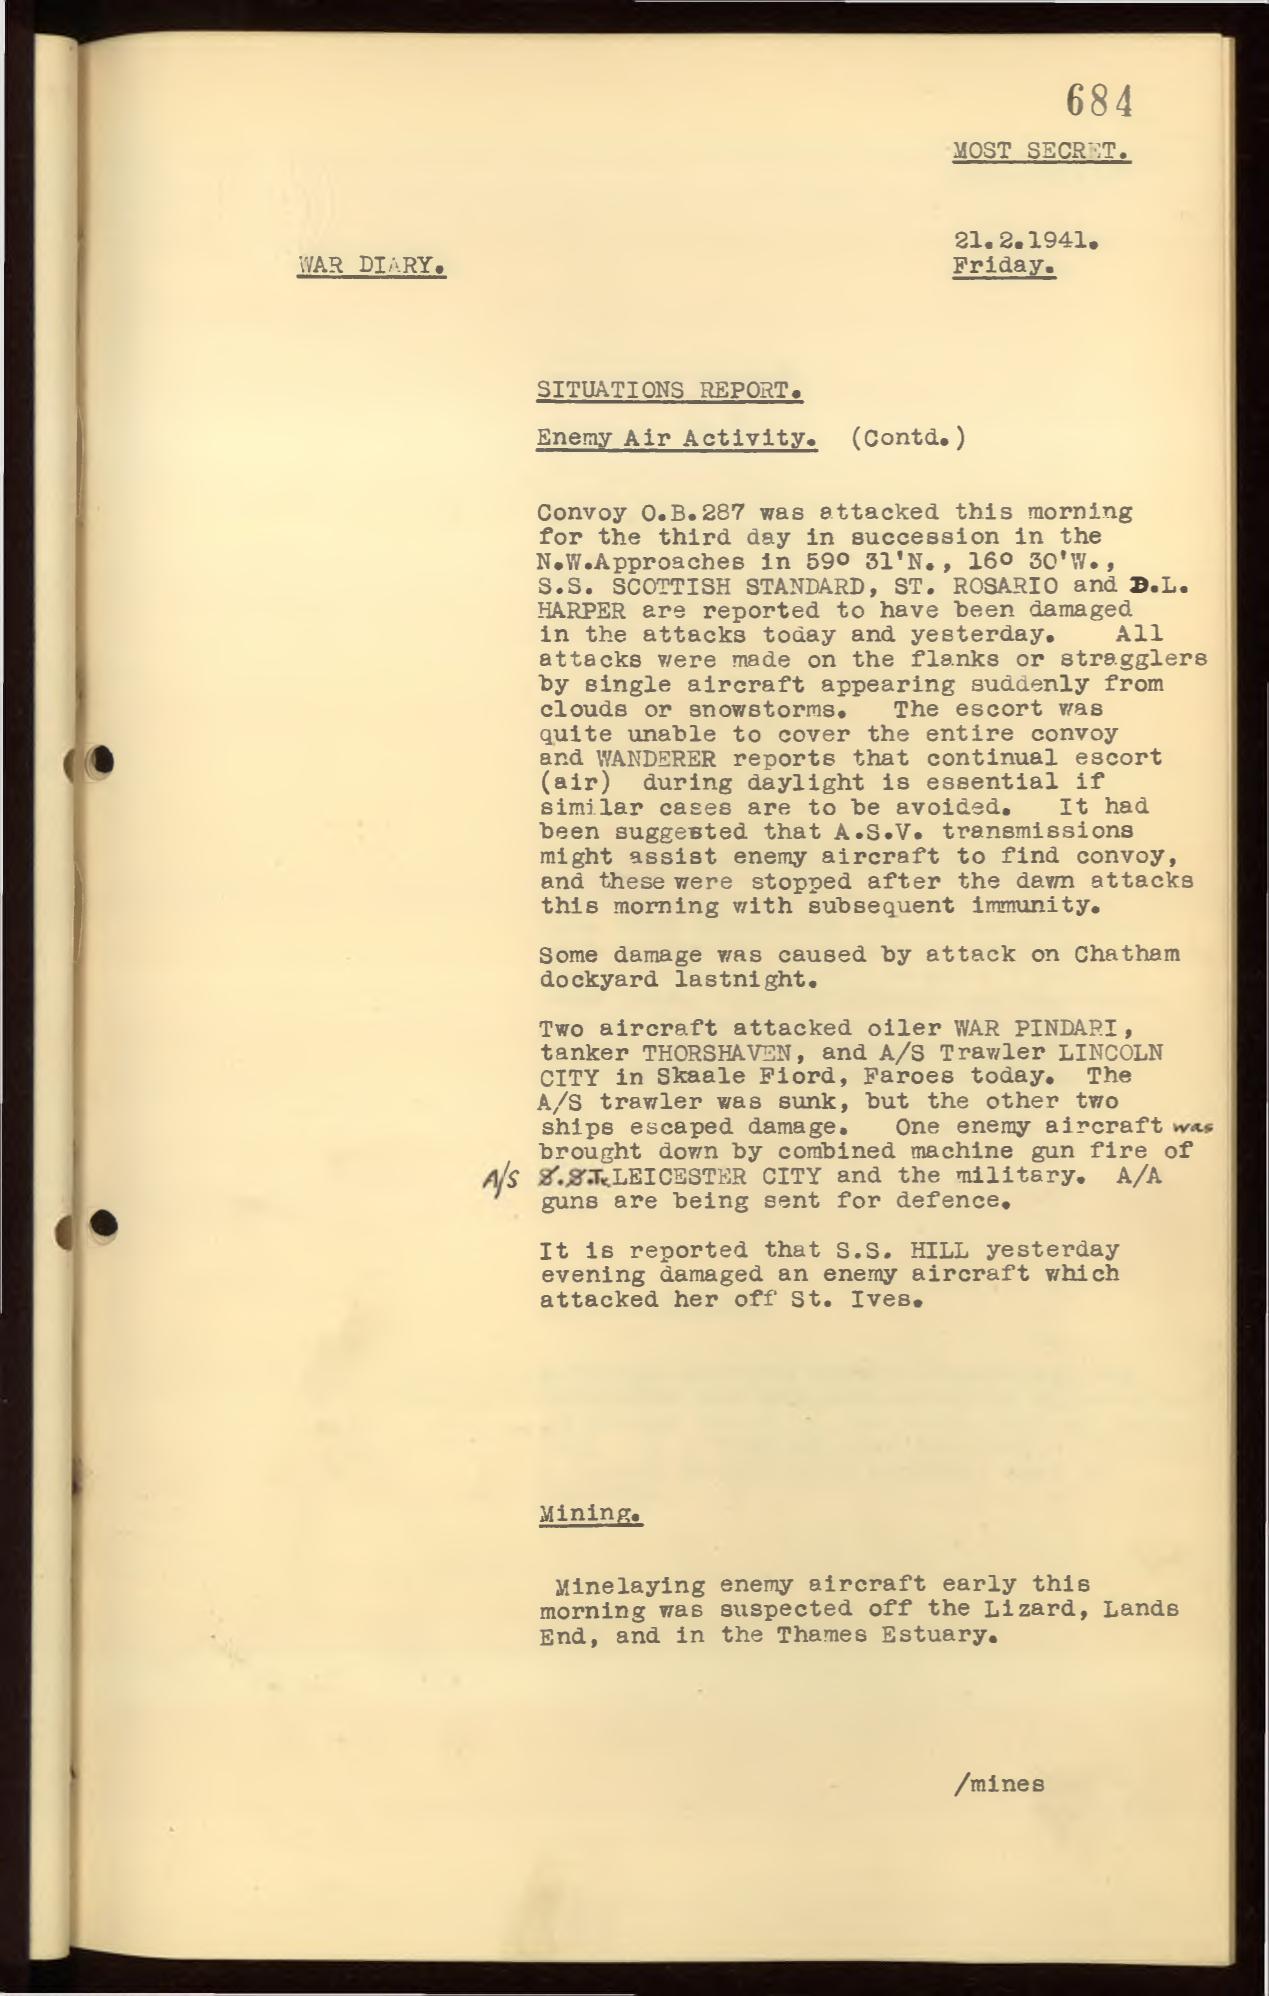 684
MOST SECRET.
21.2.1941.
WAR DIARY.
Friday.
SITUATIONS REPORT.
Enemy Air Activity. (Contd.)
Convoy O.B.287 was attacked this morning
for the third day in succession in the
N.W.Approaches in 59º 31'N., 16º 30'W.,
S.S. SCOTTISH STANDARD, ST. ROSARIO and D.L.
HARPER are reported to have been damaged
in the attacks today and yesterday. All
attacks were made on the flanks or stragglers
by single aircraft appearing suddenly from
clouds or snowstorms. The escort was
quite unable to cover the entire convoy
and WANDERER reports that continual escort
(air) during daylight is essential if
similar cases are to be avoided. It had
been suggested that A.S.V. transmissions
might assist enemy aircraft to find convoy,
and these were stopped after the dawn attacks
this morning with subsequent immunity.
Some damage was caused by attack on Chatham
dockyard lastnight.
Two aircraft attacked oiler WAR PINDARI,
tanker THORSHAVEN, and A/S Trawler LINCOLN
CITY in Skaale Fiord, Faroes today. The
A/S trawler was sunk, but the other two
ships escaped damage. One enemy aircraft was
brought down by combined machine gun fire of
A/S S.S.Tr. LEICESTER CITY and the military. A/A
guns are being sent for defence.
It is reported that S.S. HILL yesterday
evening damaged an enemy aircraft which
attacked her off St. Ives.
Mining.
Minelaying enemy aircraft early this
morning was suspected off the Lizard, Lands
End, and in the Thames Estuary.
/mines